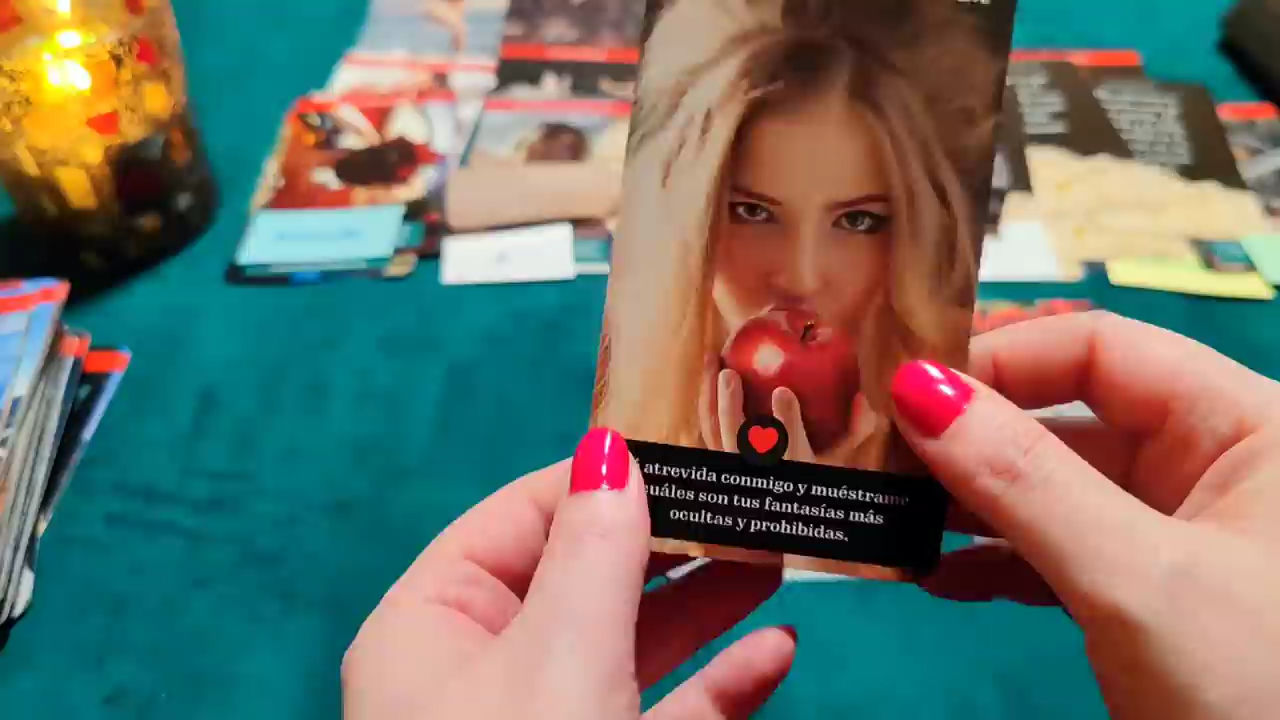 atrevida conmigo y muéstrame
cuáles son tus fantasías más
ocultas y prohibidas.